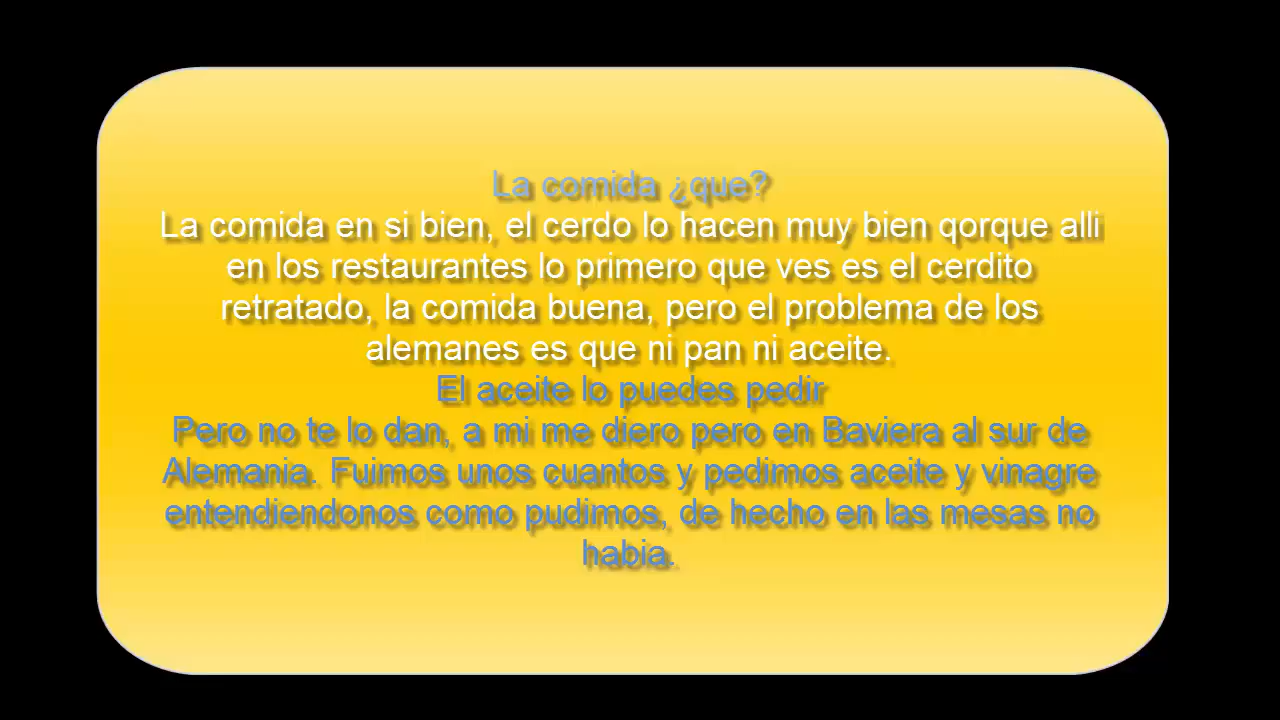 La comida ¿que?
La comida en si bien, el cerdo lo hacen muy bien qorque alli
en los restaurantes lo primero que ves es el cerdito
retratado, la comida buena, pero el problema de los
alemanes es que ni pan ni aceite.
El aceite lo puedes pedir
Pero no te lo dan, a mi me diero pero en Baviera al sur de
Alemania. Fuimos unos cuantos y pedimos aceite y vinagre
entendiendonos como pudimos, de hecho en las mesas no
habia.